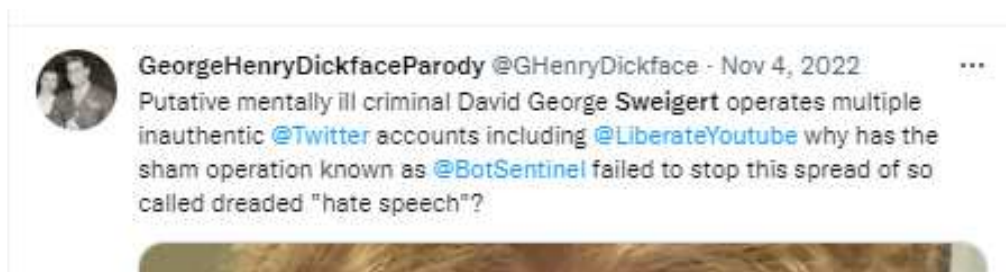 GeorgeHenryDickfaceParody @GHenryDickface · Nov 4, 2022 ...
Putative mentally ill criminal David George Sweigert operates multiple
inauthentic @Twitter accounts including @LiberateYoutube why has the
sham operation known as @BotSentinel failed to stop this spread of so
called dreaded "hate speech"?